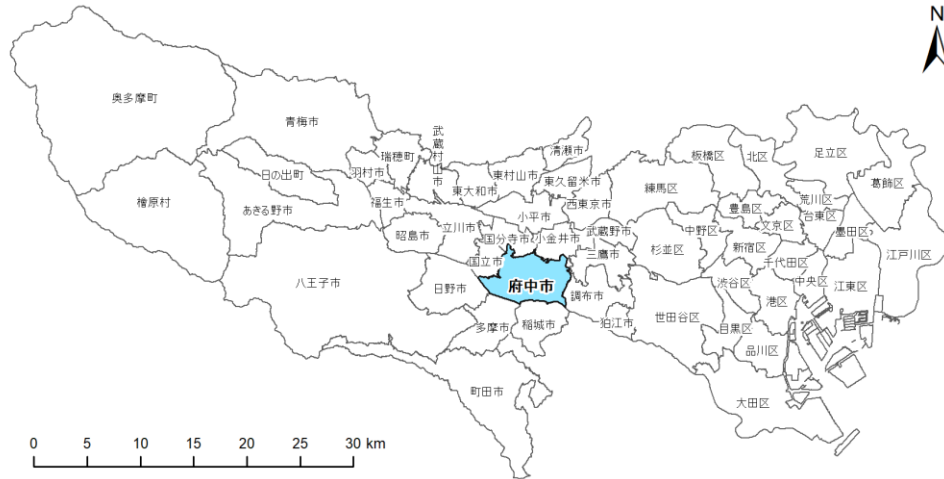 N
奥多摩町
青梅市
武蔵村山市
瑞穂町
羽村市
日の出町
檜原村
あきる野市
福生市
昭島市
立川市
東大和市
東村山市
清瀬市
東久留米市
西東京市
小平市
国分寺市
小金井市
武蔵野市
三鷹市
国立市
府中市
調布市
狛江市
八王子市
日野市
多摩市
稲城市
町田市
板橋区
北区
足立区
葛飾区
練馬区
豊島区
荒川区
文京区
台東区
墨田区
江戸川区
杉並区
中野区
新宿区
千代田区
渋谷区
中央区
江東区
港区
世田谷区
目黒区
品川区
大田区
0 5 10 15 20 25 30 km